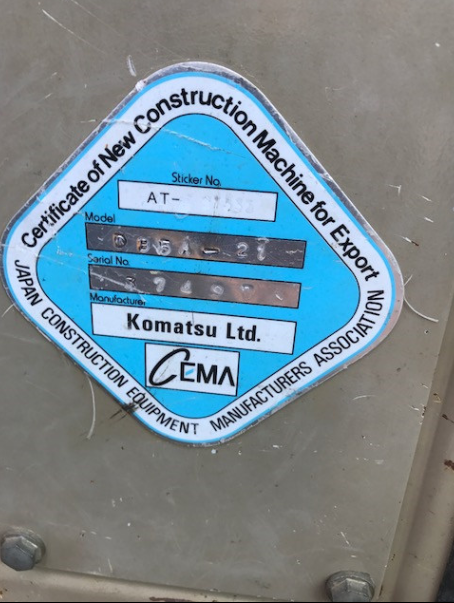 Certificate of New Construction Machine for Export
Sticker No.
AT-
Model
Serial No.
Manufacturer
Komatsu Ltd.
CEMA
JAPAN CONSTRUCTION EQUIPMENT MANUFACTURERS ASSOCIATION